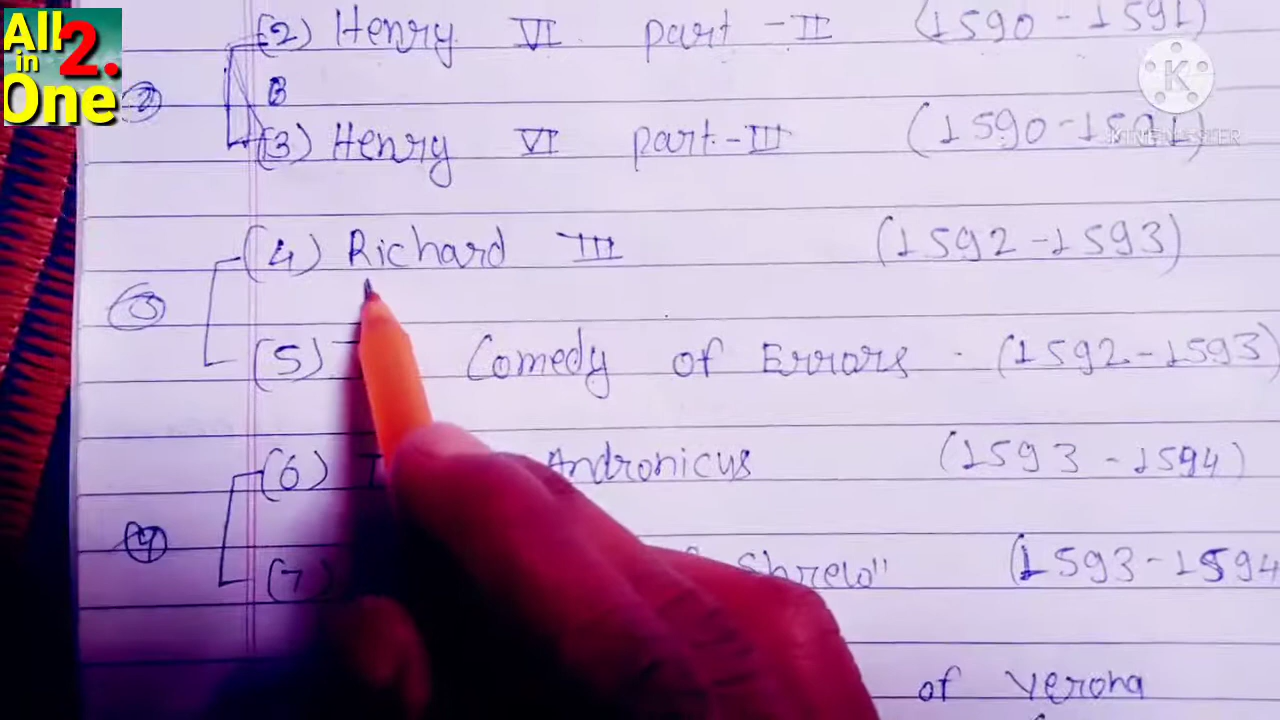 All 2.
in
One
(2) Henry VI part - II (1590 - 1591)
(3) Henry VI part - III (1590 - 1591)
KINEMASTER
(4) Richard III (1592 - 1593)
(5) Comedy of Errors - (1592 - 1593)
(6) Andronicus (1593 - 1594)
(7) Shrew" (1593 - 1594
of Verona